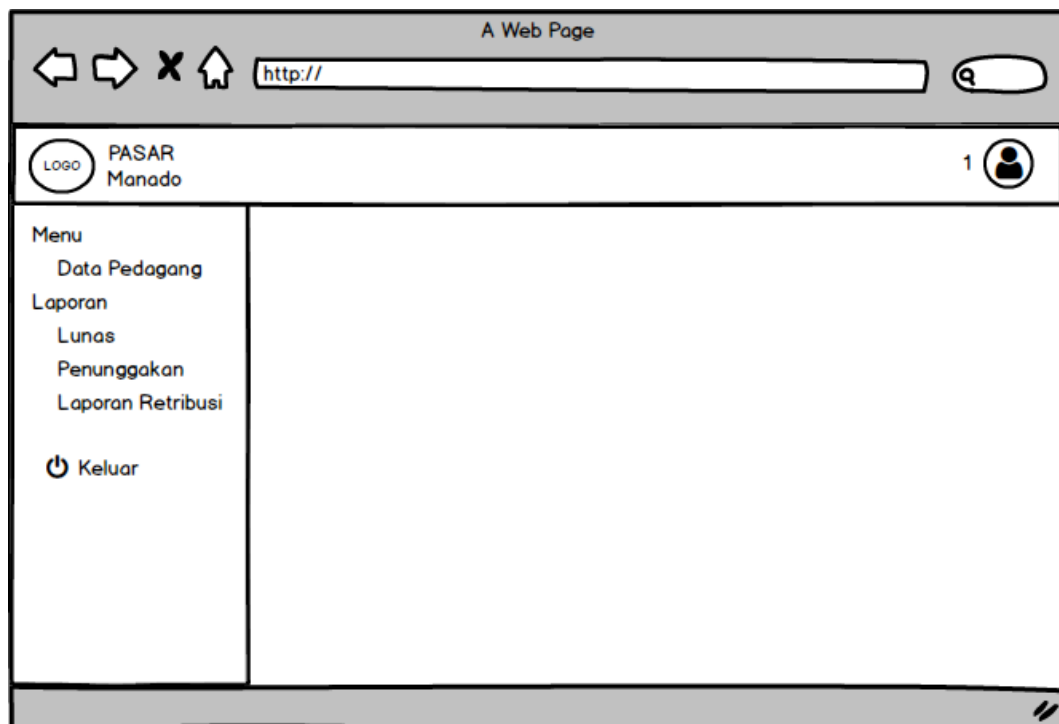 A Web Page
http://
LOGO
PASAR
Manado
1
Menu
Data Pedagang
Laporan
Lunas
Penunggakan
Laporan Retribusi
Keluar